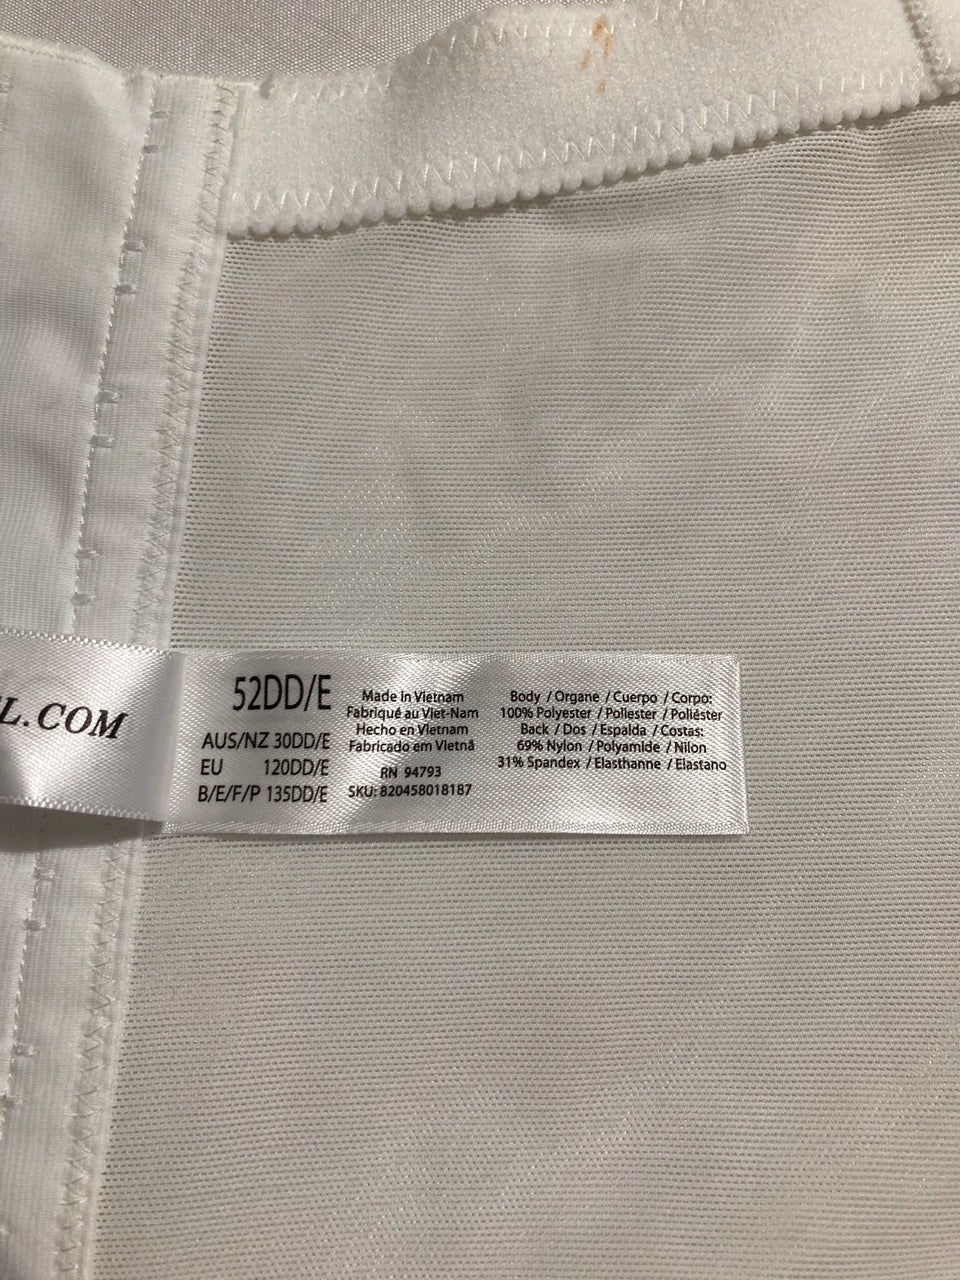 L.COM
52DD/E
AUS/NZ 30DD/E
EU 120DD/E
B/E/F/P 135DD/E
Made in Vietnam
Fabriqué au Viet-Nam
Hecho en Vietnam
Fabricado em Vietnã
RN 94793
SKU: 820458018187
Body / Organe / Cuerpo / Corpo:
100% Polyester / Poliester / Poliéster
Back / Dos / Espalda / Costas:
69% Nylon / Polyamide / Nilon
31% Spandex / Elasthanne / Elastano